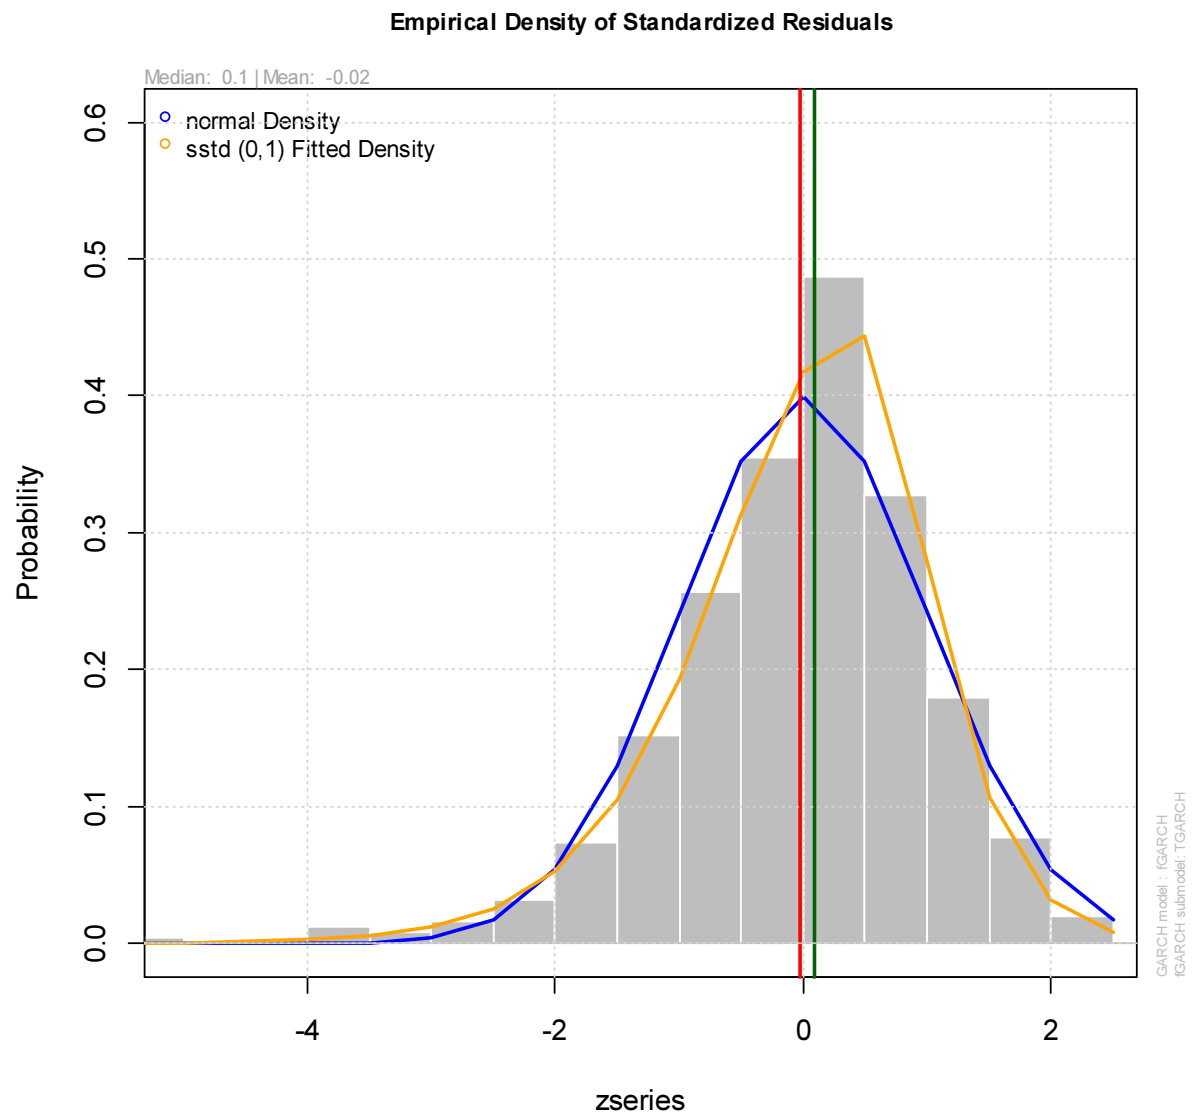 Empirical Density of Standardized Residuals
Median: 0.1 | Mean: -0.02
normal Density
sstd (0,1) Fitted Density
0.6
0.5
0.4
0.3
0.2
0.1
0.0
Probability
-4
-2
0
2
zseries
GARCH model : fGARCH
fGARCH submodel: TGARCH